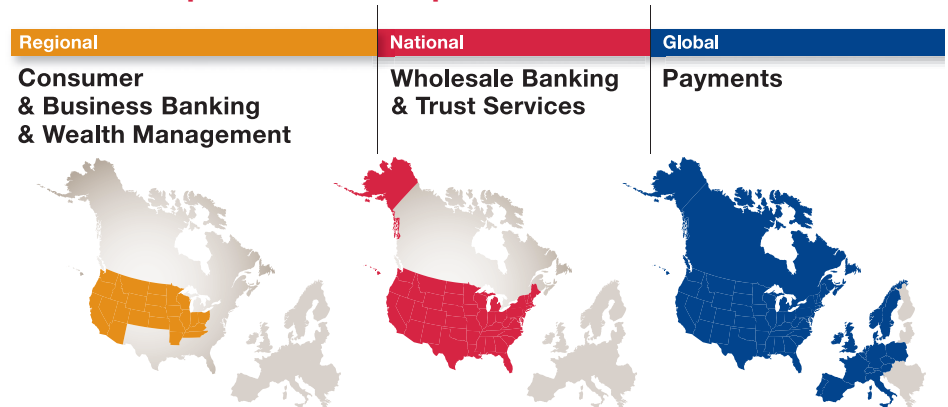 Regional
Consumer
& Business Banking
& Wealth Management
National
Wholesale Banking
& Trust Services
Global
Payments